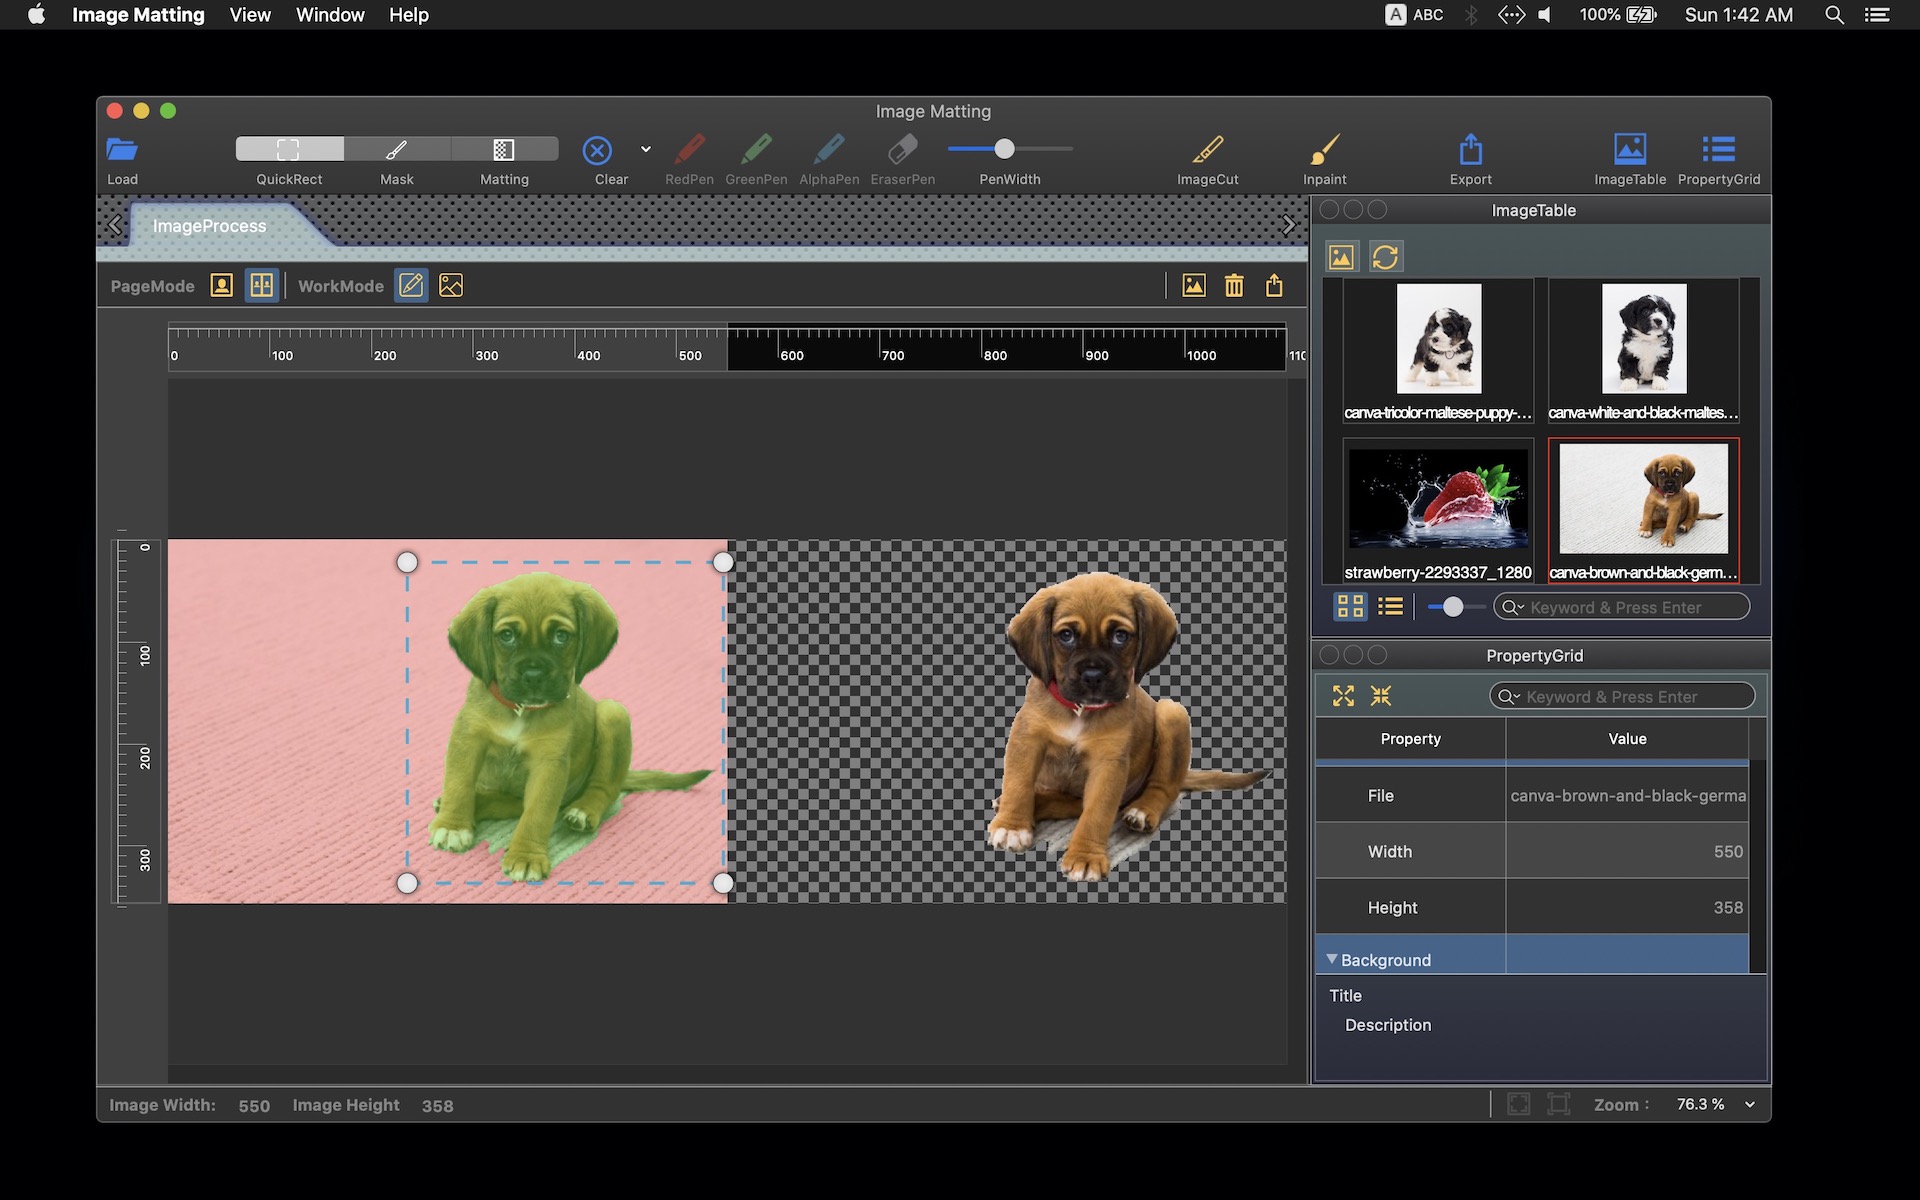 Image Matting View Window Help A ABC 100% Sun 1:42 AM
Image Matting
Load QuickRect Mask Matting Clear RedPen GreenPen AlphaPen EraserPen PenWidth ImageCut Inpaint Export ImageTable PropertyGrid
ImageProcess
PageMode WorkMode
0 100 200 300 400 500 600 700 800 900 1000 110
0
100
200
300
ImageTable
canva-tricolor-maltese-puppy-... canva-white-and-black-maltes...
strawberry-2293337_1280 canva-brown-and-black-germ...
Keyword & Press Enter
PropertyGrid
Keyword & Press Enter
Property Value
File canva-brown-and-black-germa
Width 550
Height 358
Background
Title
Description
Image Width: 550 Image Height 358 Zoom : 76.3 %